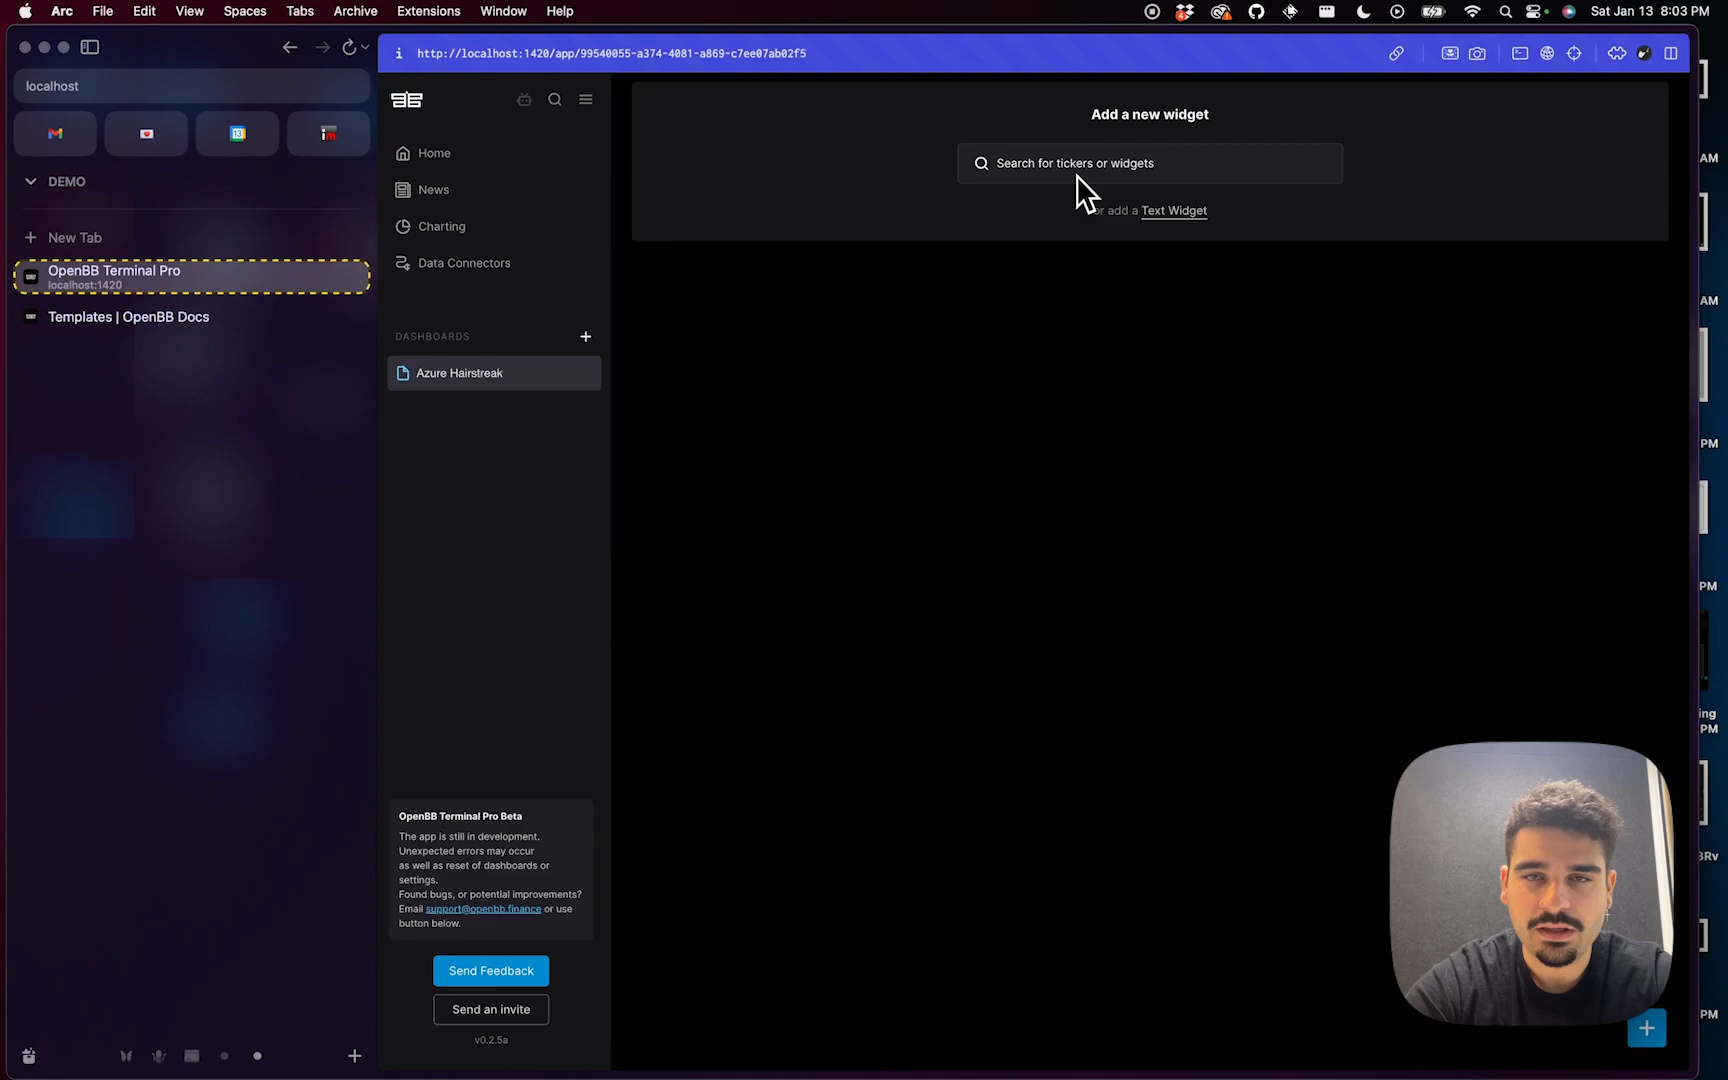 Arc File Edit View Spaces Tabs Archive Extensions Window Help
Sat Jan 13 8:03 PM
http://localhost:1420/app/99540055-a374-4081-a869-c7ee07ab02f5
localhost
13
DEMO
New Tab
OpenBB Terminal Pro
localhost:1420
Templates | OpenBB Docs
Home
News
Charting
Data Connectors
DASHBOARDS
Azure Hairstreak
OpenBB Terminal Pro Beta
The app is still in development.
Unexpected errors may occur
as well as reset of dashboards or
settings.
Found bugs, or potential improvements?
Email support@openbb.finance or use
button below.
Send Feedback
Send an invite
v0.2.5a
Add a new widget
Search for tickers or widgets
or add a Text Widget
AM
AM
PM
PM
PM
ing
PM
3Rv
PM